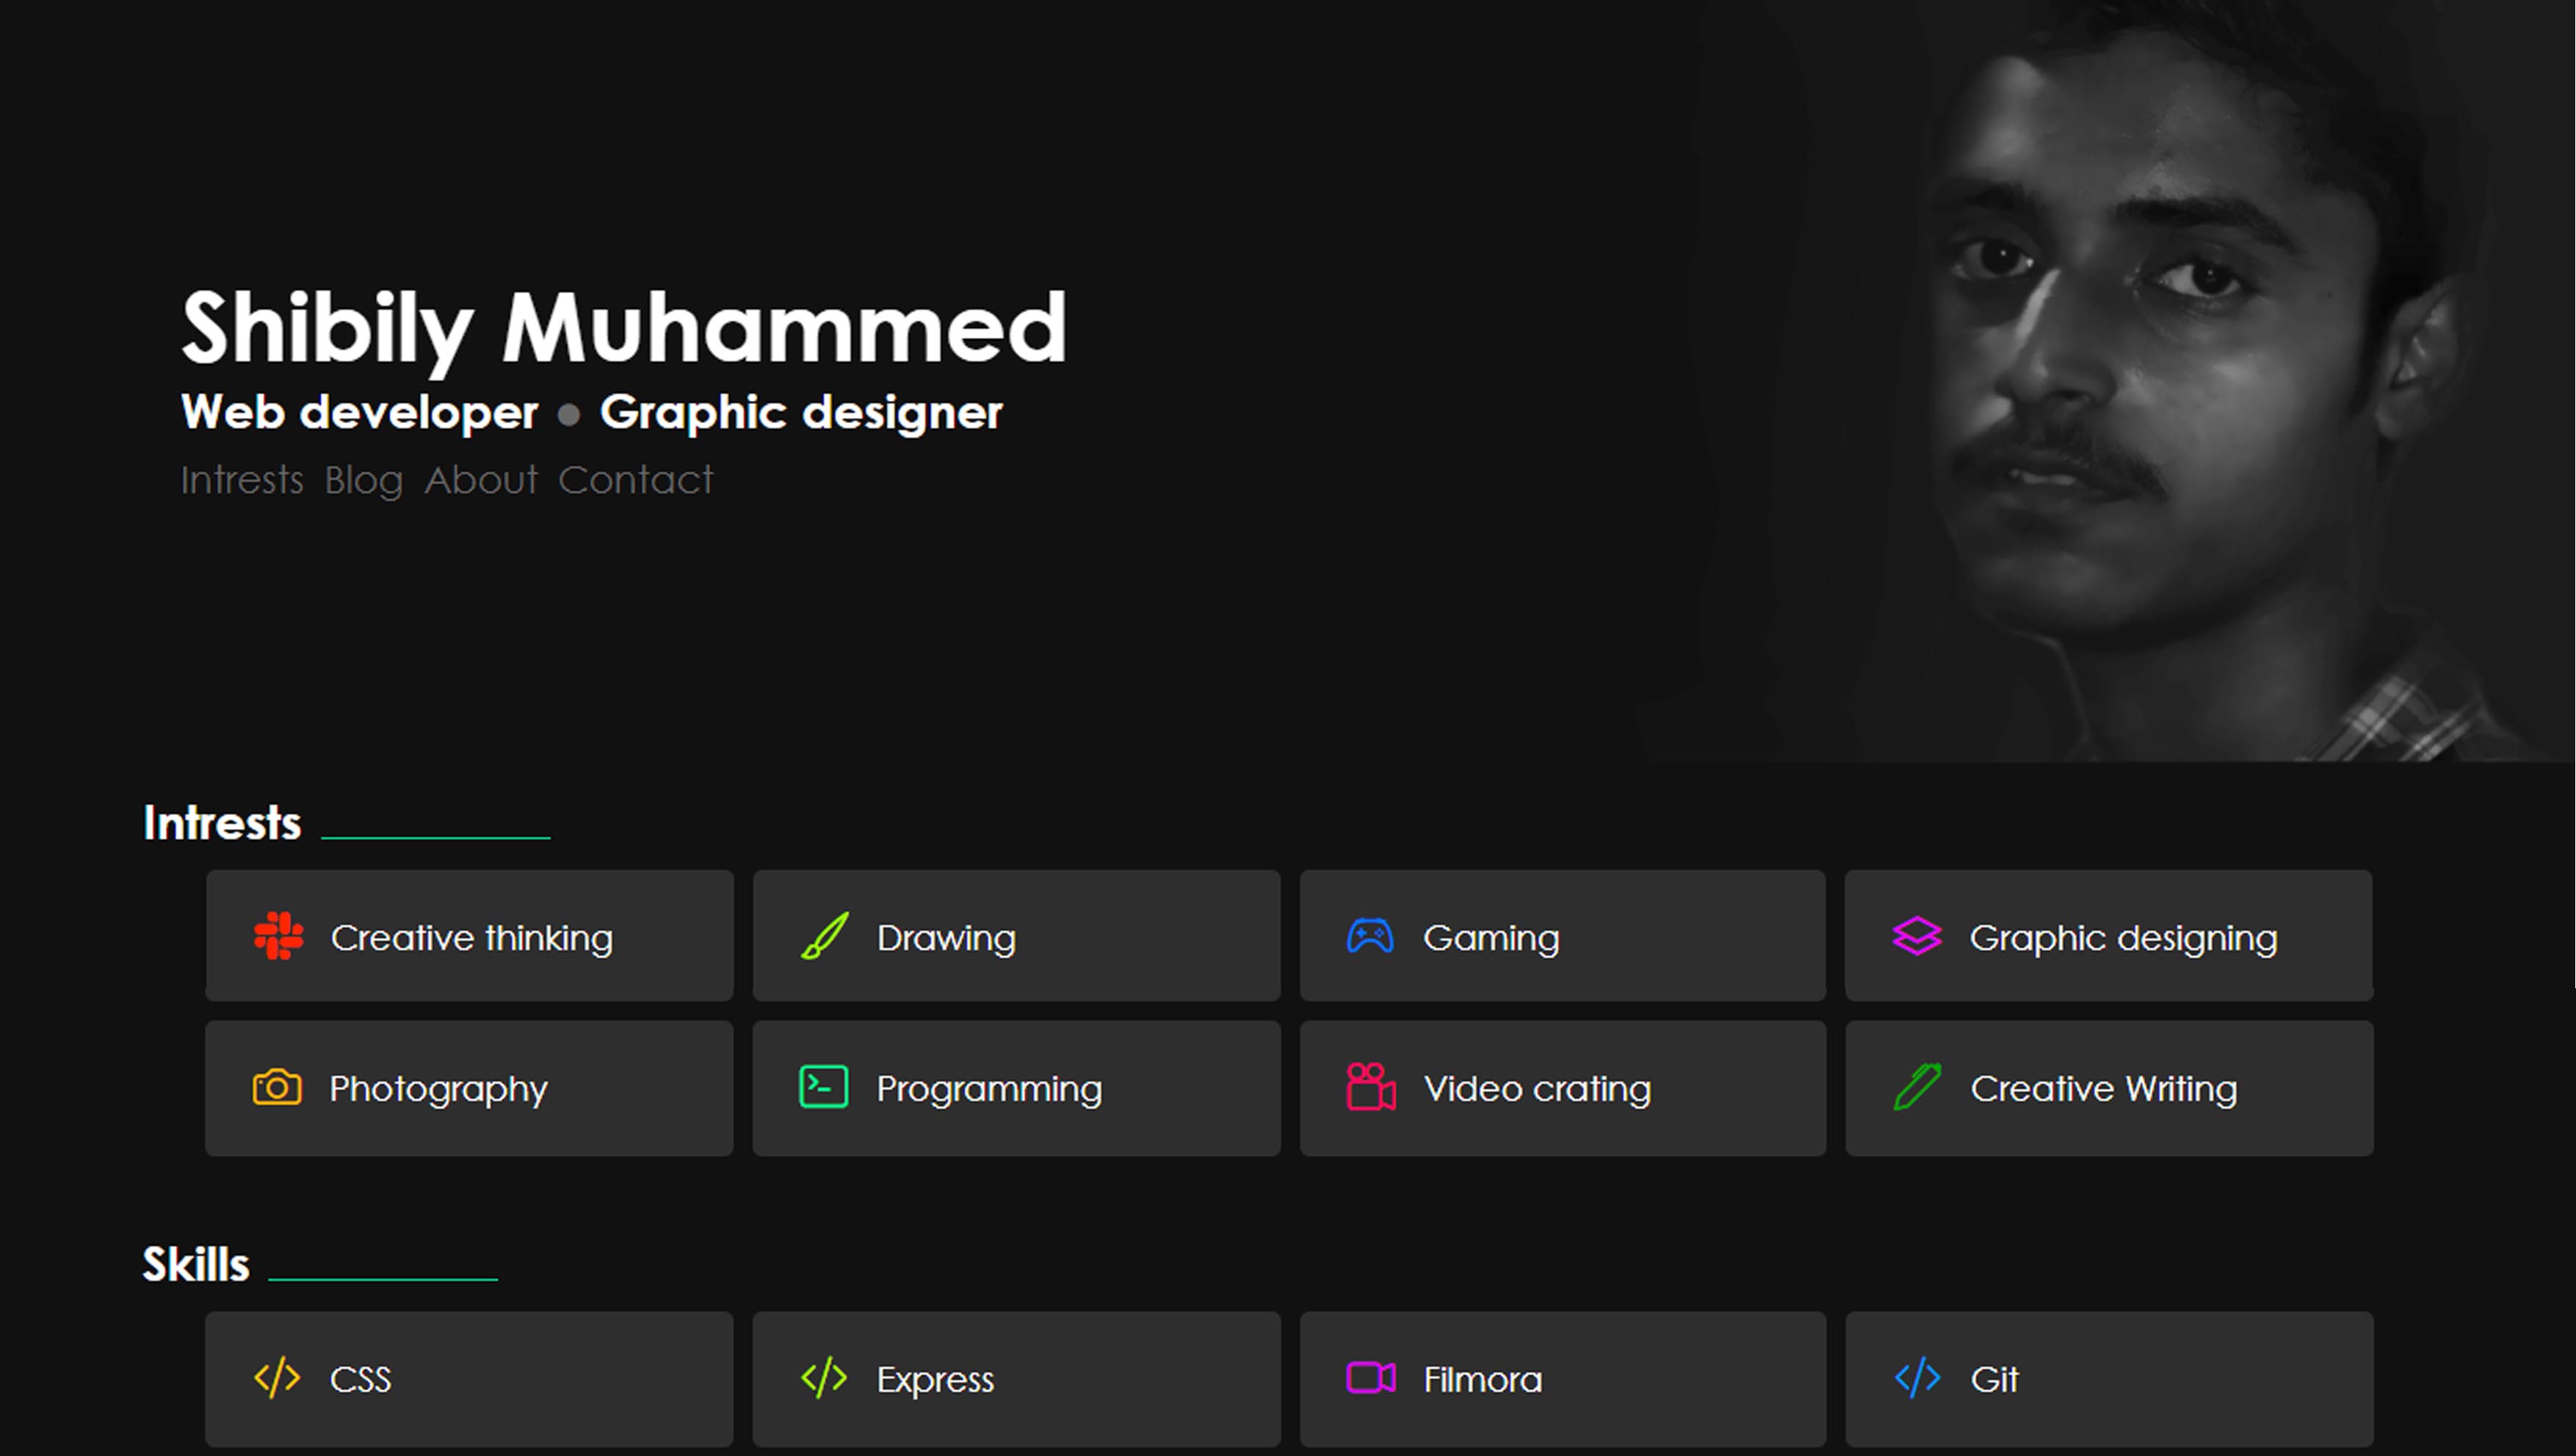 Shibily Muhammed
Web developer ● Graphic designer
Intrests Blog About Contact
Intrests
Creative thinking
Drawing
Gaming
Graphic designing
Photography
Programming
Video crating
Creative Writing
Skills
CSS
Express
Filmora
Git